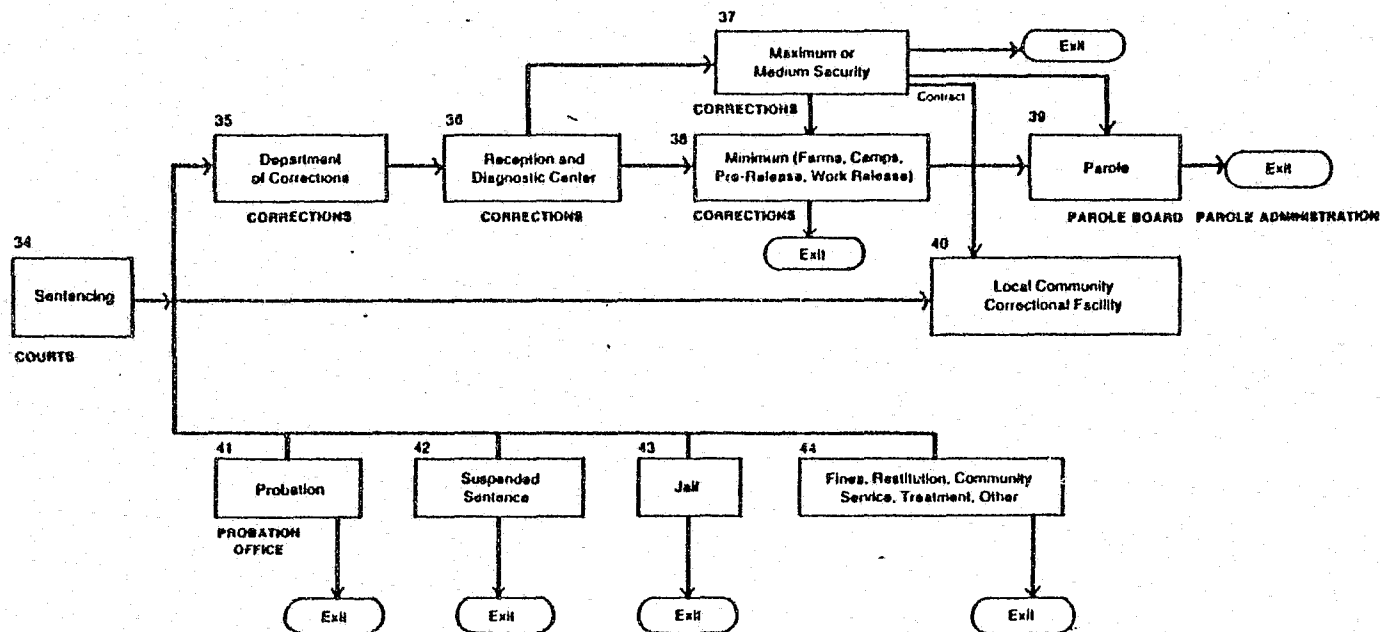 37
Maximum or
Medium Security
Exit
Contract
CORRECTIONS
35
Department
of Corrections
CORRECTIONS
36
Reception and
Diagnostic Center
CORRECTIONS
38
Minimum (Farms, Camps,
Pre-Release, Work Release)
CORRECTIONS
Exit
39
Parole
Exit
PAROLE BOARD PAROLE ADMINISTRATION
34
Sentencing
COURTS
40
Local Community
Correctional Facility
41
Probation
PROBATION
OFFICE
Exit
42
Suspended
Sentence
Exit
43
Jail
Exit
44
Fines, Restitution, Community
Service, Treatment, Other
Exit